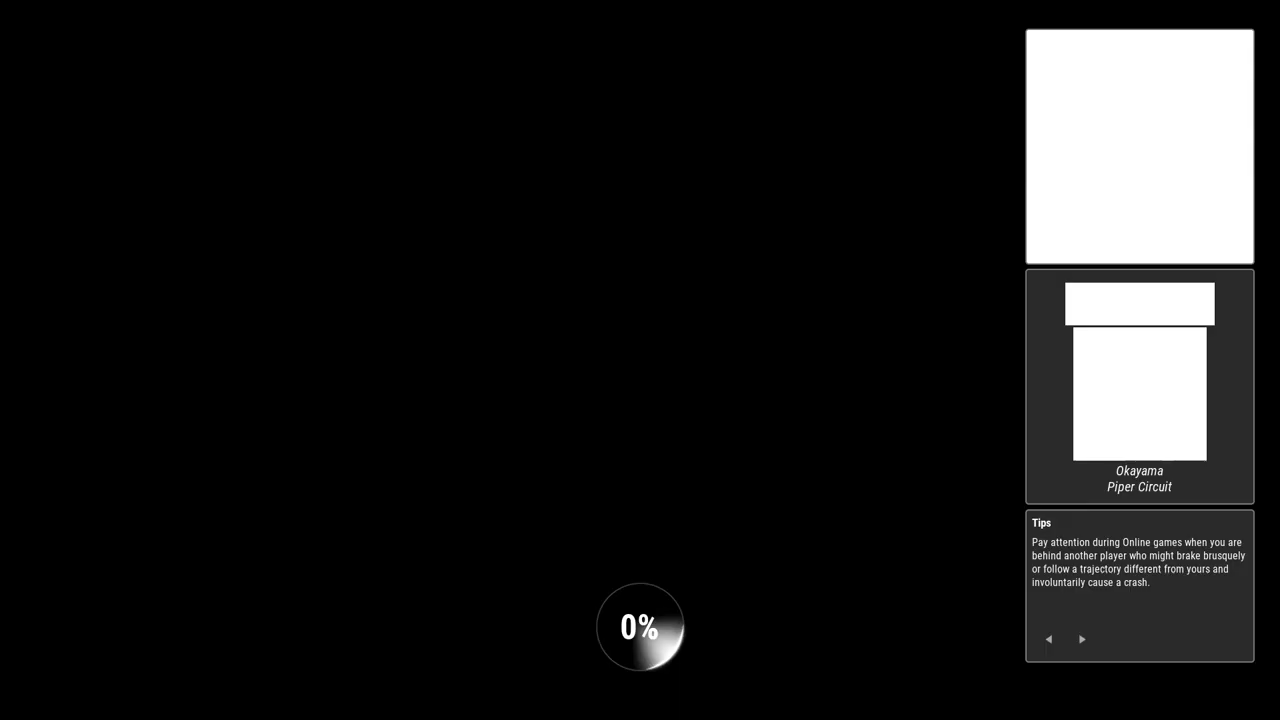 Okayama
Piper Circuit
Tips
Pay attention during Online games when you are
behind another player who might brake brusquely
or follow a trajectory different from yours and
involuntarily cause a crash.
0%